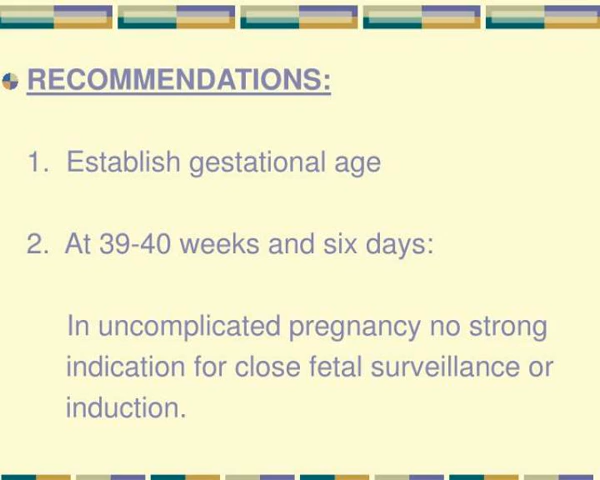 RECOMMENDATIONS:
1. Establish gestational age
2. At 39-40 weeks and six days:
In uncomplicated pregnancy no strong
indication for close fetal surveillance or
induction.